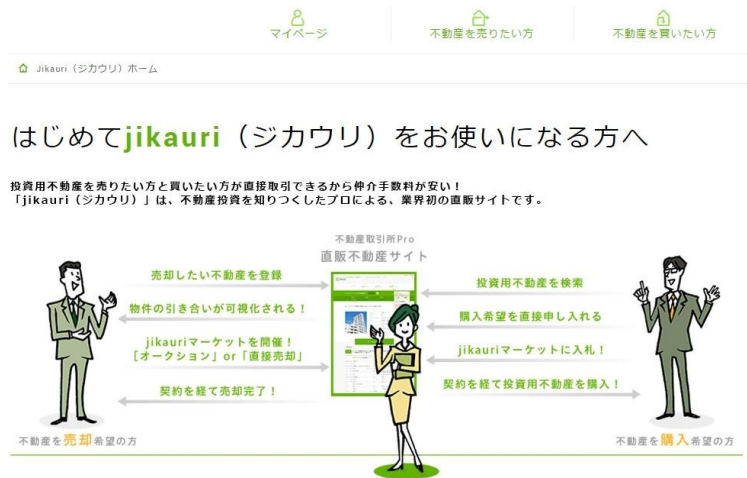 マイページ
不動産を売りたい方
不動産を買いたい方
Jikauri（ジカウリ）ホーム
はじめてjikauri（ジカウリ）をお使いになる方へ
投資用不動産を売りたい方と買いたい方が直接取引できるから仲介手数料が安い！
「jikauri（ジカウリ）」は、不動産投資を知りつくしたプロによる、業界初の直販サイトです。
不動産取引所Pro
直販不動産サイト
売却したい不動産を登録
物件の引き合いが可視化される！
jikauriマーケットを開催！
［オークション］or「直接売却」
契約を経て売却完了！
投資用不動産を検索
購入希望を直接申し入れる
jikauriマーケットに入札！
契約を経て投資用不動産を購入！
不動産を売却希望の方
不動産を購入希望の方